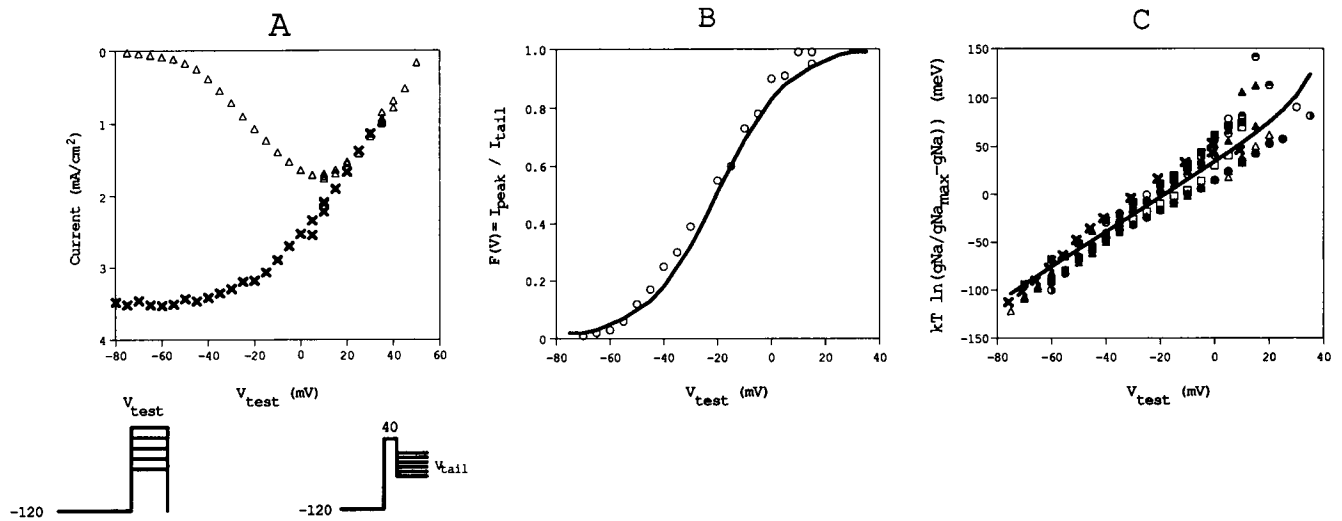 A
B
C
Current (mA/cm²)
0
1
2
3
4
-80 -60 -40 -20 0 20 40 60
V_test (mV)
F(V)= I_peak / I_tail
1.0
0.8
0.6
0.4
0.2
0
-80 -60 -40 -20 0 20 40
V_test (mV)
kT ln(gNa/gNa_max-gNa)) (meV)
150
100
50
0
-50
-100
-150
-80 -60 -40 -20 0 20 40
V_test (mV)
V_test
-120
40
V_tail
-120